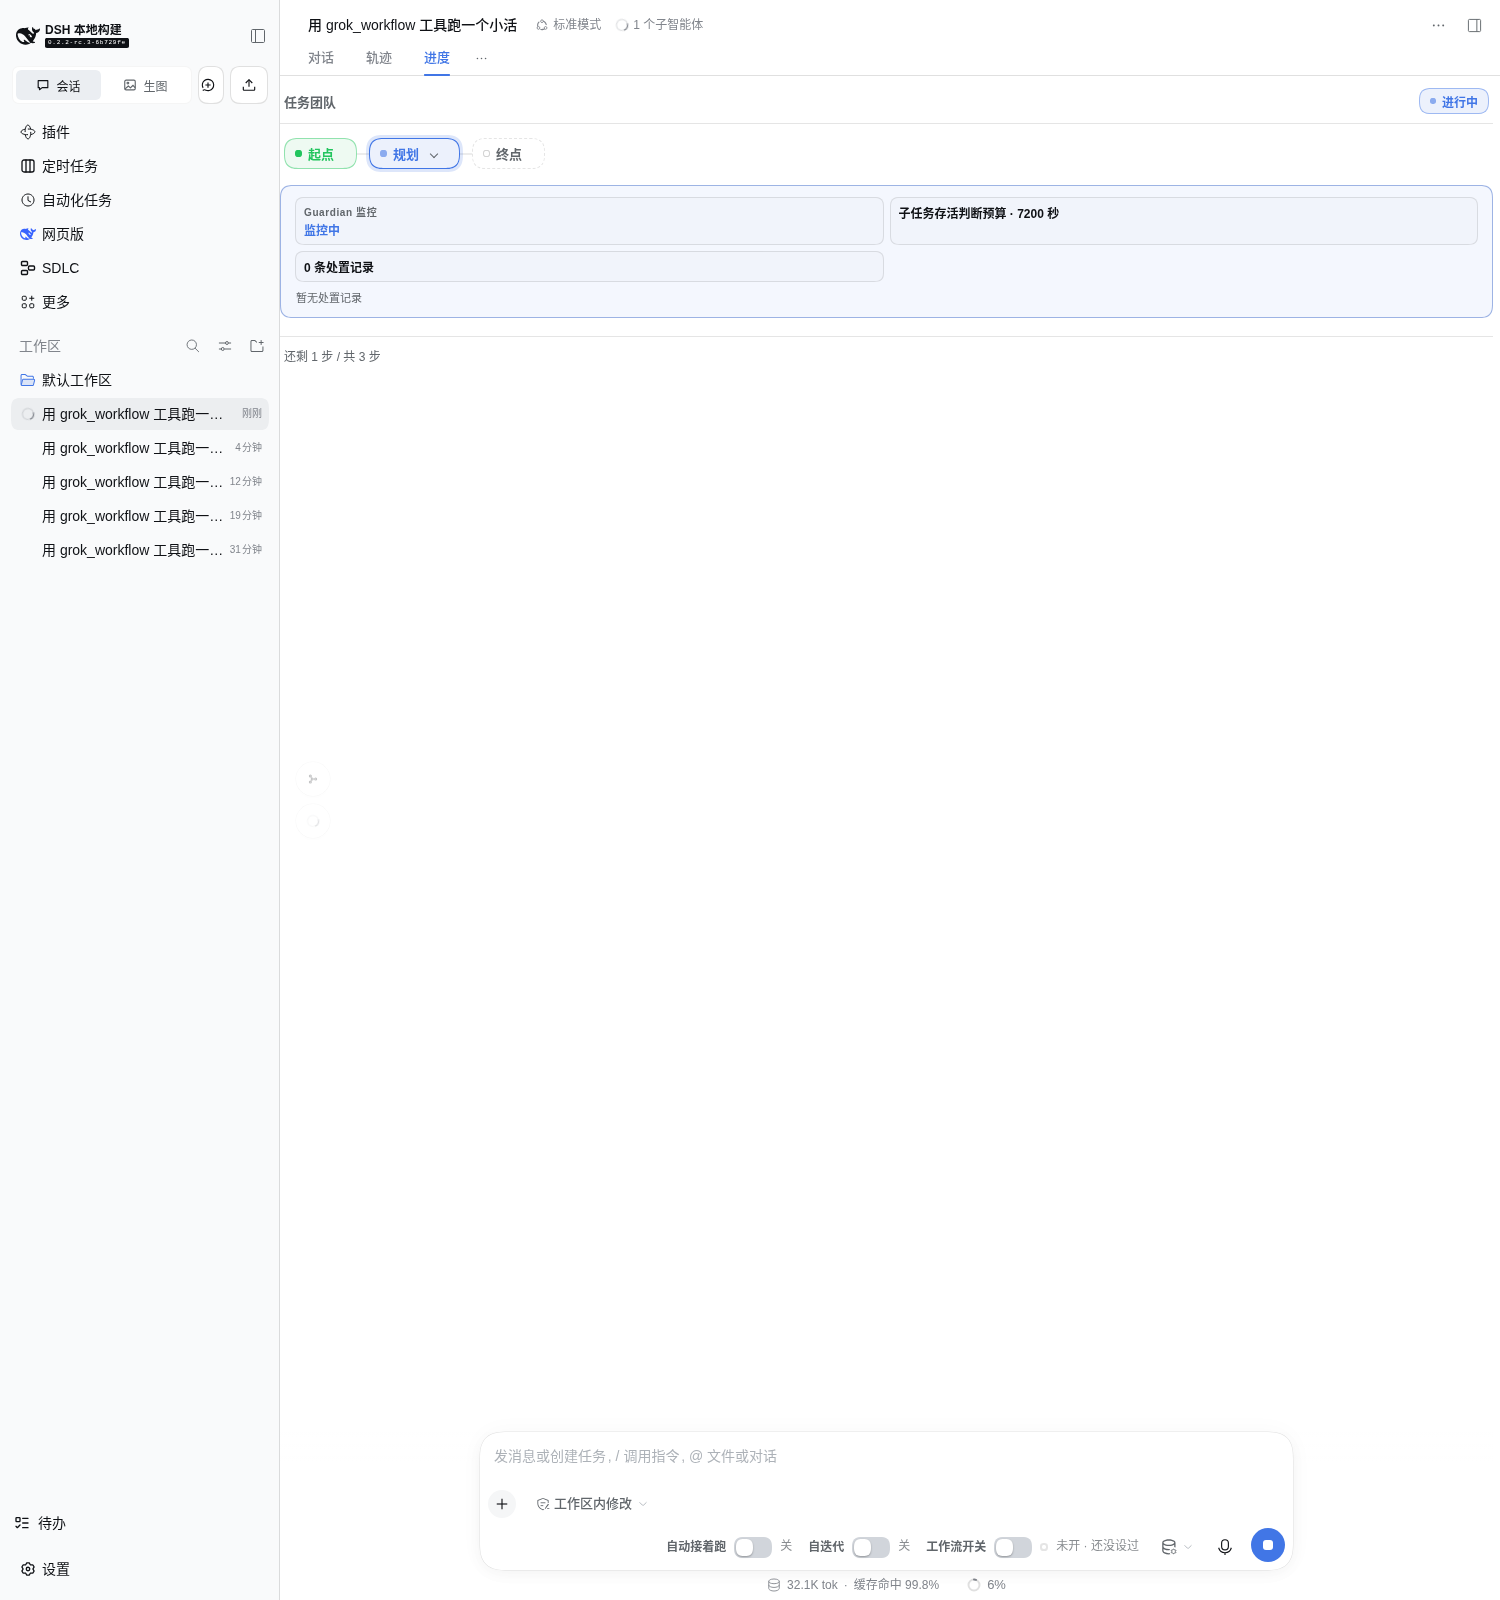 DSH 本地构建
0.2.2-rc.3-6b729fe
会话
生图
插件
定时任务
自动化任务
网页版
SDLC
更多
工作区
默认工作区
用 grok_workflow 工具跑一… 刚刚
用 grok_workflow 工具跑一… 4分钟
用 grok_workflow 工具跑一… 12分钟
用 grok_workflow 工具跑一… 19分钟
用 grok_workflow 工具跑一… 31分钟
待办
设置
用 grok_workflow 工具跑一个小活 标准模式 1 个子智能体
对话 轨迹 进度
任务团队 进行中
起点 规划 终点
Guardian 监控
监控中
子任务存活判断预算 · 7200 秒
0 条处置记录
暂无处置记录
还剩 1 步 / 共 3 步
发消息或创建任务, / 调用指令, @ 文件或对话
工作区内修改
自动接着跑 关 自迭代 关 工作流开关 未开 · 还没设过
32.1K tok · 缓存命中 99.8% 6%